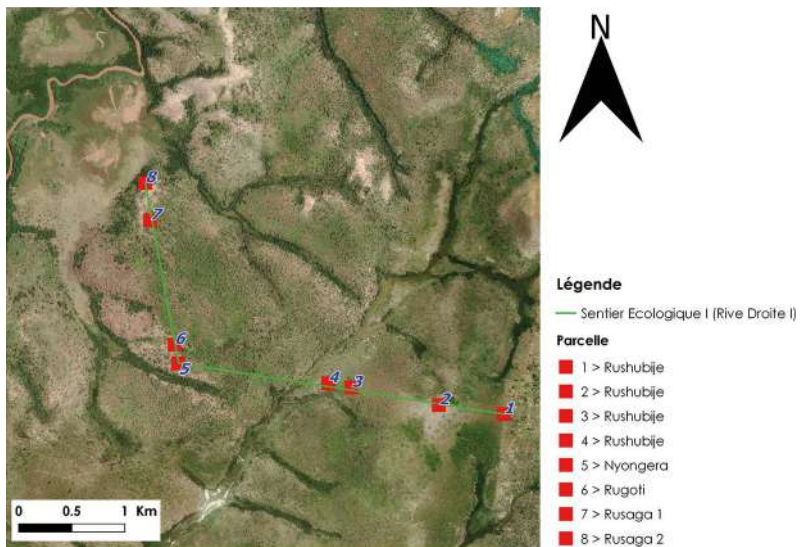 N
8
7
6
5
4
3
2
1
0 0.5 1 Km
Légende
Sentier Ecologique I (Rive Droite I)
Parcelle
1 > Rushubije
2 > Rushubije
3 > Rushubije
4 > Rushubije
5 > Nyongera
6 > Rugoti
7 > Rusaga 1
8 > Rusaga 2